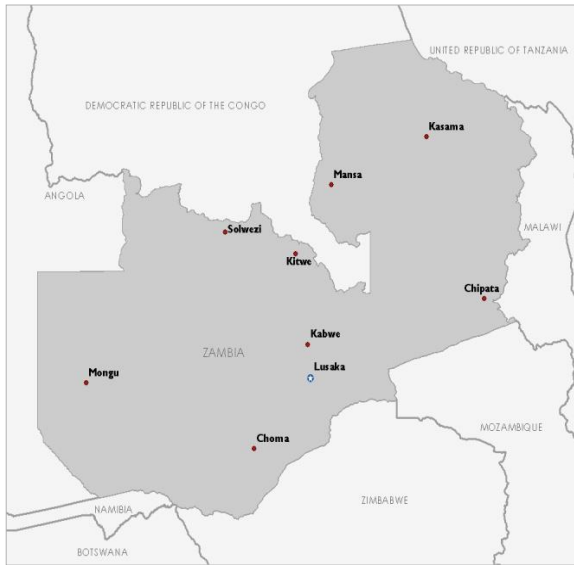 UNITED REPUBLIC OF TANZANIA
DEMOCRATIC REPUBLIC OF THE CONGO
Kasama
Mansa
ANGOLA
MALAWI
Solwezi
Kitwe
Chipata
Kabwe
ZAMBIA
Lusaka
Mongu
MOZAMBIQUE
Choma
ZIMBABWE
NAMIBIA
BOTSWANA